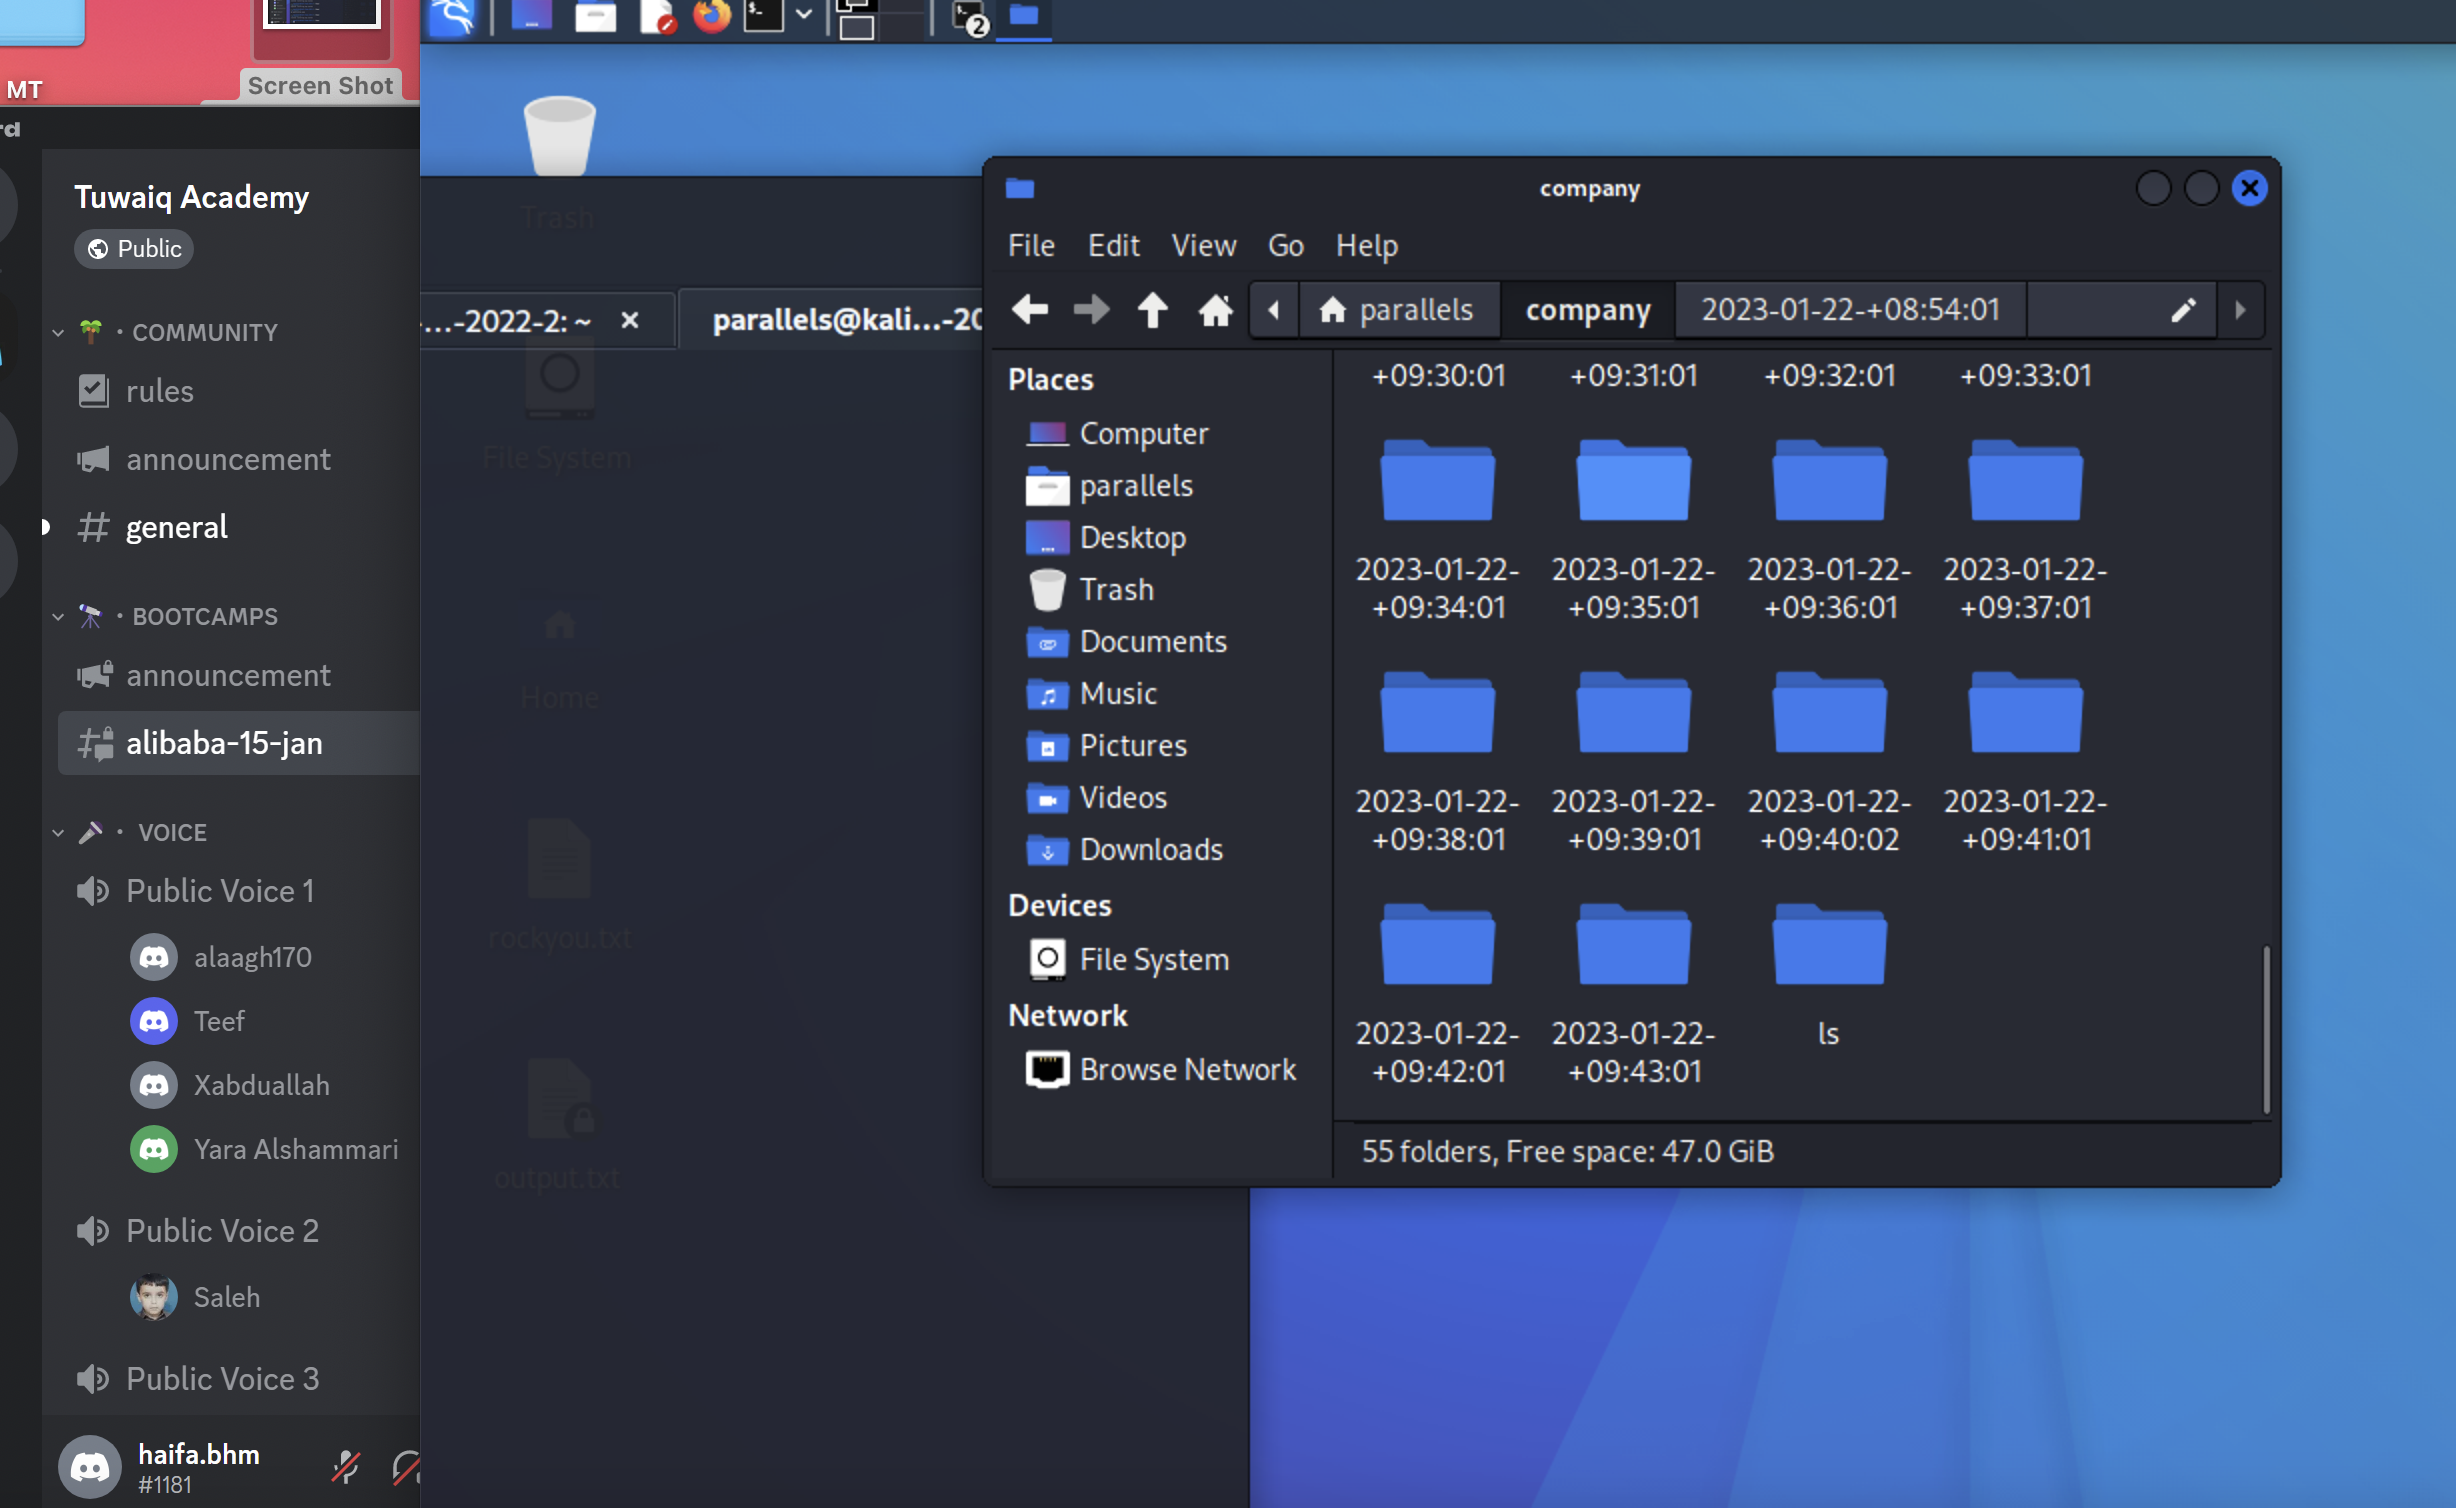 MT
Screen Shot
rd
Tuwaiq Academy
Public
COMMUNITY
rules
announcement
general
BOOTCAMPS
announcement
alibaba-15-jan
VOICE
Public Voice 1
alaagh170
Teef
Xabduallah
Yara Alshammari
Public Voice 2
Saleh
Public Voice 3
haifa.bhm
#1181
2
Trash
...-2022-2: ~
parallels@kali...-20
File System
Home
rockyou.txt
output.txt
company
File Edit View Go Help
parallels company 2023-01-22-+08:54:01
Places
Computer
parallels
Desktop
Trash
Documents
Music
Pictures
Videos
Downloads
Devices
File System
Network
Browse Network
+09:30:01 +09:31:01 +09:32:01 +09:33:01
2023-01-22- 2023-01-22- 2023-01-22- 2023-01-22-
+09:34:01 +09:35:01 +09:36:01 +09:37:01
2023-01-22- 2023-01-22- 2023-01-22- 2023-01-22-
+09:38:01 +09:39:01 +09:40:02 +09:41:01
2023-01-22- 2023-01-22- ls
+09:42:01 +09:43:01
55 folders, Free space: 47.0 GiB